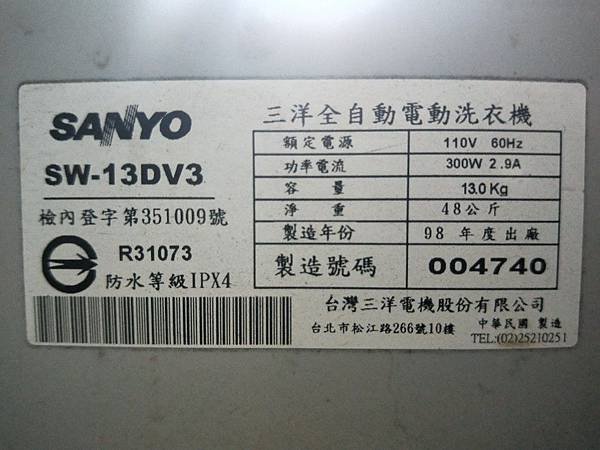 SANYO
SW-13DV3
檢內登字第351009號
R31073
防水等級IPX4
三洋全自動電動洗衣機
額定電源 110V 60Hz
功率電流 300W 2.9A
容量 13.0Kg
淨重 48公斤
製造年份 98 年度出廠
製造號碼 004740
台灣三洋電機股份有限公司
台北市松江路266號10樓 中華民國 製造
TEL:(02)25210251